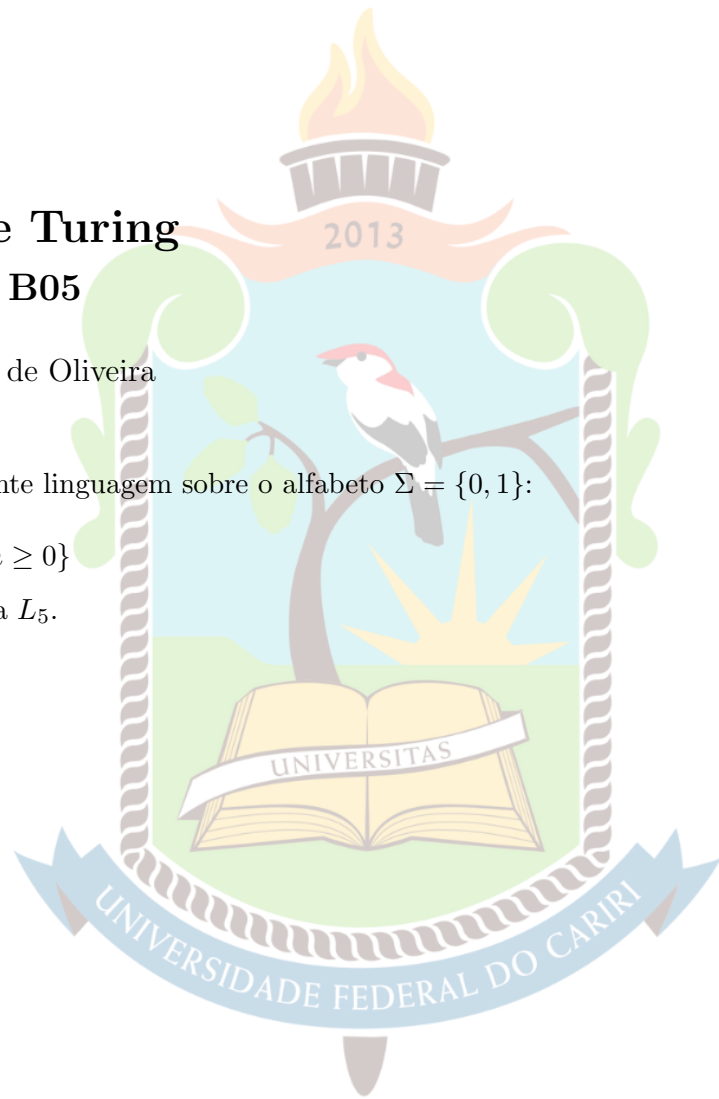 2013
e Turing
B05
de Oliveira
nte linguagem sobre o alfabeto Σ = {0, 1}:
≥ 0}
a L₅.
UNIVERSITAS
UNIVERSIDADE FEDERAL DO CARIRI